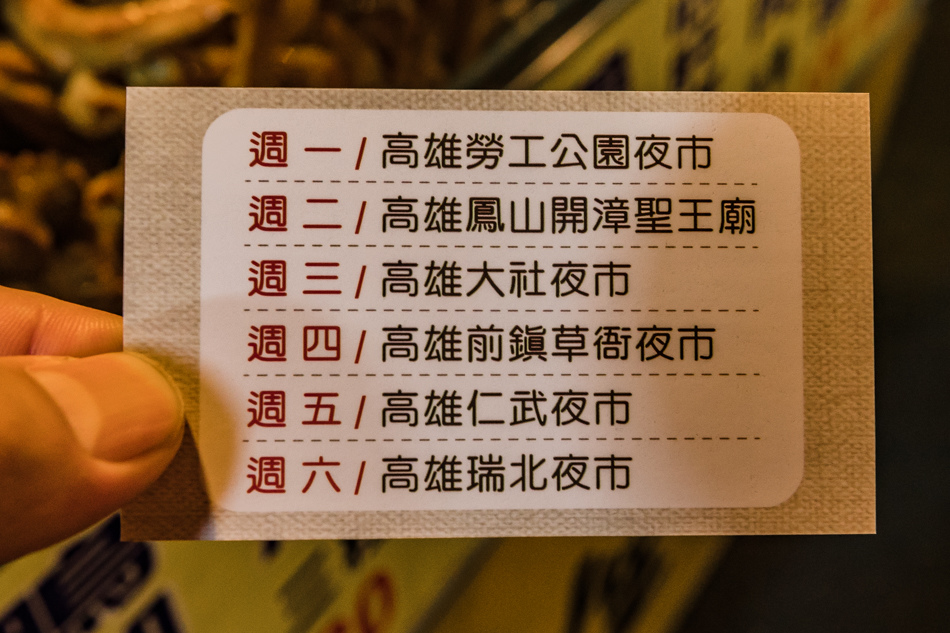 週一/高雄勞工公園夜市
週二/高雄鳳山開漳聖王廟
週三/高雄大社夜市
週四/高雄前鎮草衙夜市
週五/高雄仁武夜市
週六/高雄瑞北夜市